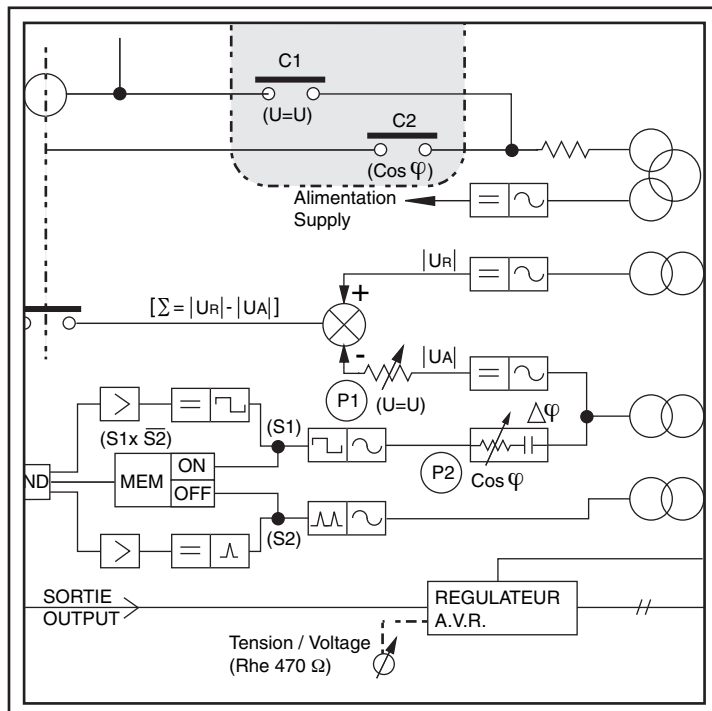 C1
(U=U)
C2
(Cos φ)
Alimentation
Supply
= ~
|UR|
= ~
+
[Σ = |UR| - |UA|]
-
|UA|
= ~
P1
(U=U)
Δφ
> =
(S1)
(S1x S̅2̅)
~
P2
Cos φ
ND
MEM
ON
OFF
(S2)
~
> =
SORTIE
OUTPUT
REGULATEUR
A.V.R.
//
Tension / Voltage
(Rhe 470 Ω)